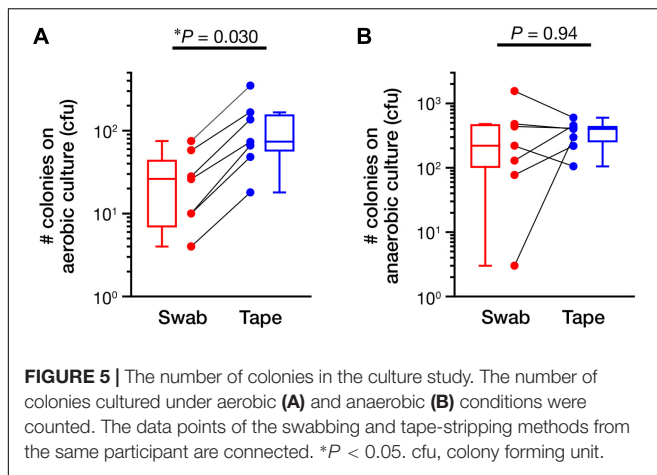 A
*P = 0.030
# colonies on
aerobic culture (cfu)
10²
10¹
10⁰
Swab Tape
B
P = 0.94
# colonies on
anaerobic culture (cfu)
10³
10²
10¹
10⁰
Swab Tape
FIGURE 5 | The number of colonies in the culture study. The number of
colonies cultured under aerobic (A) and anaerobic (B) conditions were
counted. The data points of the swabbing and tape-stripping methods from
the same participant are connected. *P < 0.05. cfu, colony forming unit.